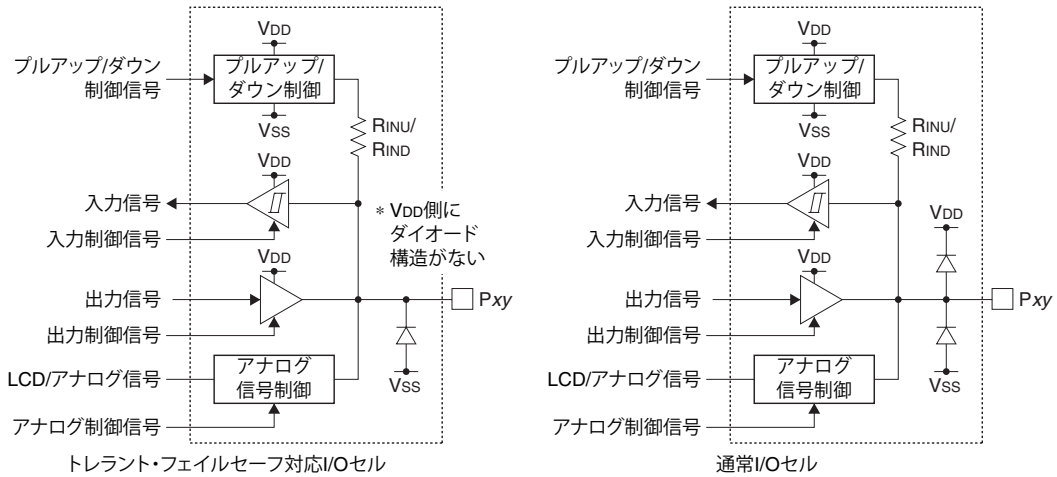 VDD
プルアップ/ダウン
制御信号
プルアップ/
ダウン制御
VSS
RINU/
RIND
VDD
入力信号
入力制御信号
* VDD側に
ダイオード
構造がない
VDD
出力信号
出力制御信号
Pxy
LCD/アナログ信号
アナログ
信号制御
VSS
アナログ制御信号
トレラント・フェイルセーフ対応I/Oセル
VDD
プルアップ/ダウン
制御信号
プルアップ/
ダウン制御
VSS
RINU/
RIND
VDD
入力信号
入力制御信号
VDD
VDD
出力信号
出力制御信号
Pxy
LCD/アナログ信号
アナログ
信号制御
VSS
アナログ制御信号
通常I/Oセル